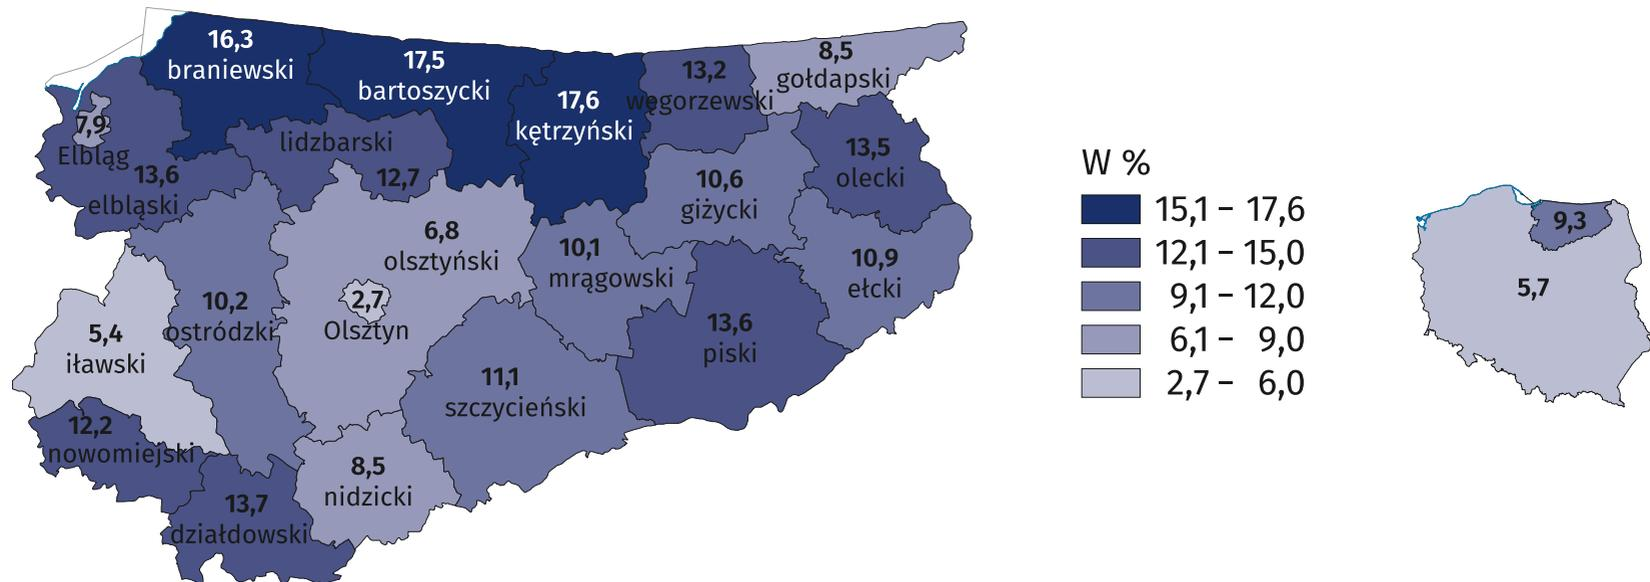 16,3
braniewski
17,5
bartoszycki
17,6
kętrzyński
13,2
węgorzewski
8,5
gołdapski
7,9
Elbląg
13,6
elbląski
lidzbarski
12,7
10,6
giżycki
13,5
olecki
6,8
olsztyński
10,1
mrągowski
10,9
ełcki
2,7
Olsztyn
10,2
ostródzki
5,4
iławski
13,6
piski
11,1
szczycieński
12,2
nowomiejski
8,5
nidzicki
13,7
działdowski
W %
15,1 – 17,6
12,1 – 15,0
9,1 – 12,0
6,1 – 9,0
2,7 – 6,0
9,3
5,7